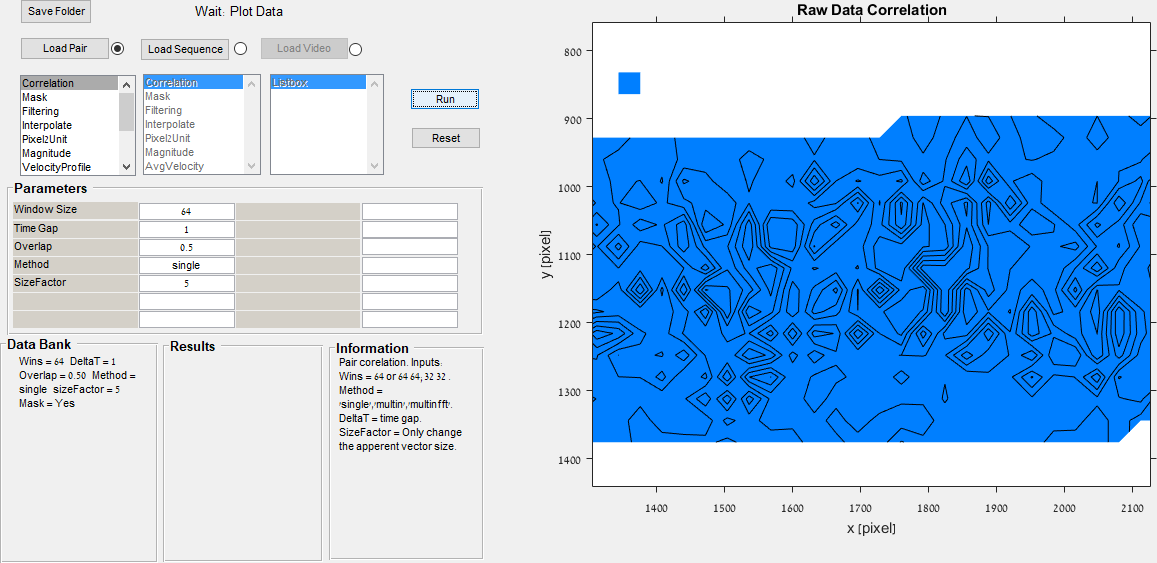 Save Folder
Wait: Plot Data
Load Pair
Load Sequence
Load Video
Correlation
Mask
Filtering
Interpolate
Pixel2Unit
Magnitude
VelocityProfile
Correlation
Mask
Filtering
Interpolate
Pixel2Unit
Magnitude
AvgVelocity
Listbox
Run
Reset
Parameters
Window Size 64
Time Gap 1
Overlap 0.5
Method single
SizeFactor 5
Data Bank
Wins = 64 DeltaT = 1
Overlap = 0.50 Method =
single sizeFactor = 5
Mask = Yes
Results
Information
Pair corelation. Inputs:
Wins = 64 or 64 64, 32 32 .
Method =
'single','multin','multinfft'.
DeltaT = time gap.
SizeFactor = Only change
the apperent vector size.
Raw Data Correlation
800
900
1000
1100
1200
1300
1400
y [pixel]
1400 1500 1600 1700 1800 1900 2000 2100
x [pixel]